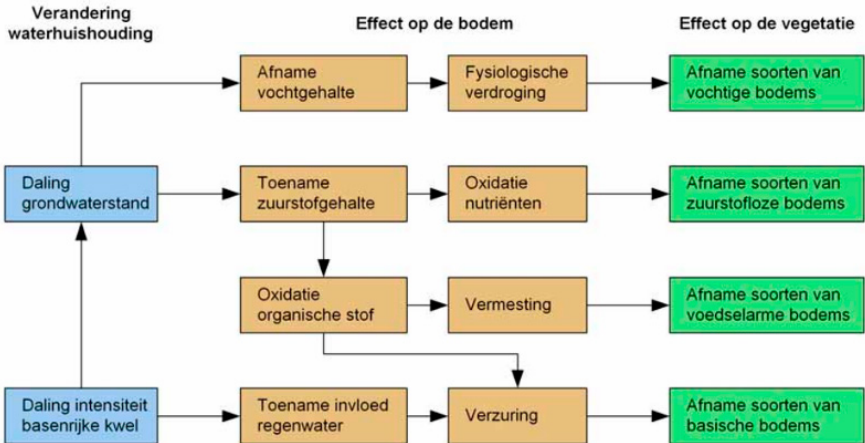 Verandering
waterhuishouding
Effect op de bodem
Effect op de vegetatie
Afname
vochtgehalte
Fysiologische
verdroging
Afname soorten van
vochtige bodems
Daling
grondwaterstand
Toename
zuurstofgehalte
Oxidatie
nutriënten
Afname soorten van
zuurstofloze bodems
Oxidatie
organische stof
Vermesting
Afname soorten van
voedselarme bodems
Daling intensiteit
basenrijke kwel
Toename invloed
regenwater
Verzuring
Afname soorten van
basische bodems